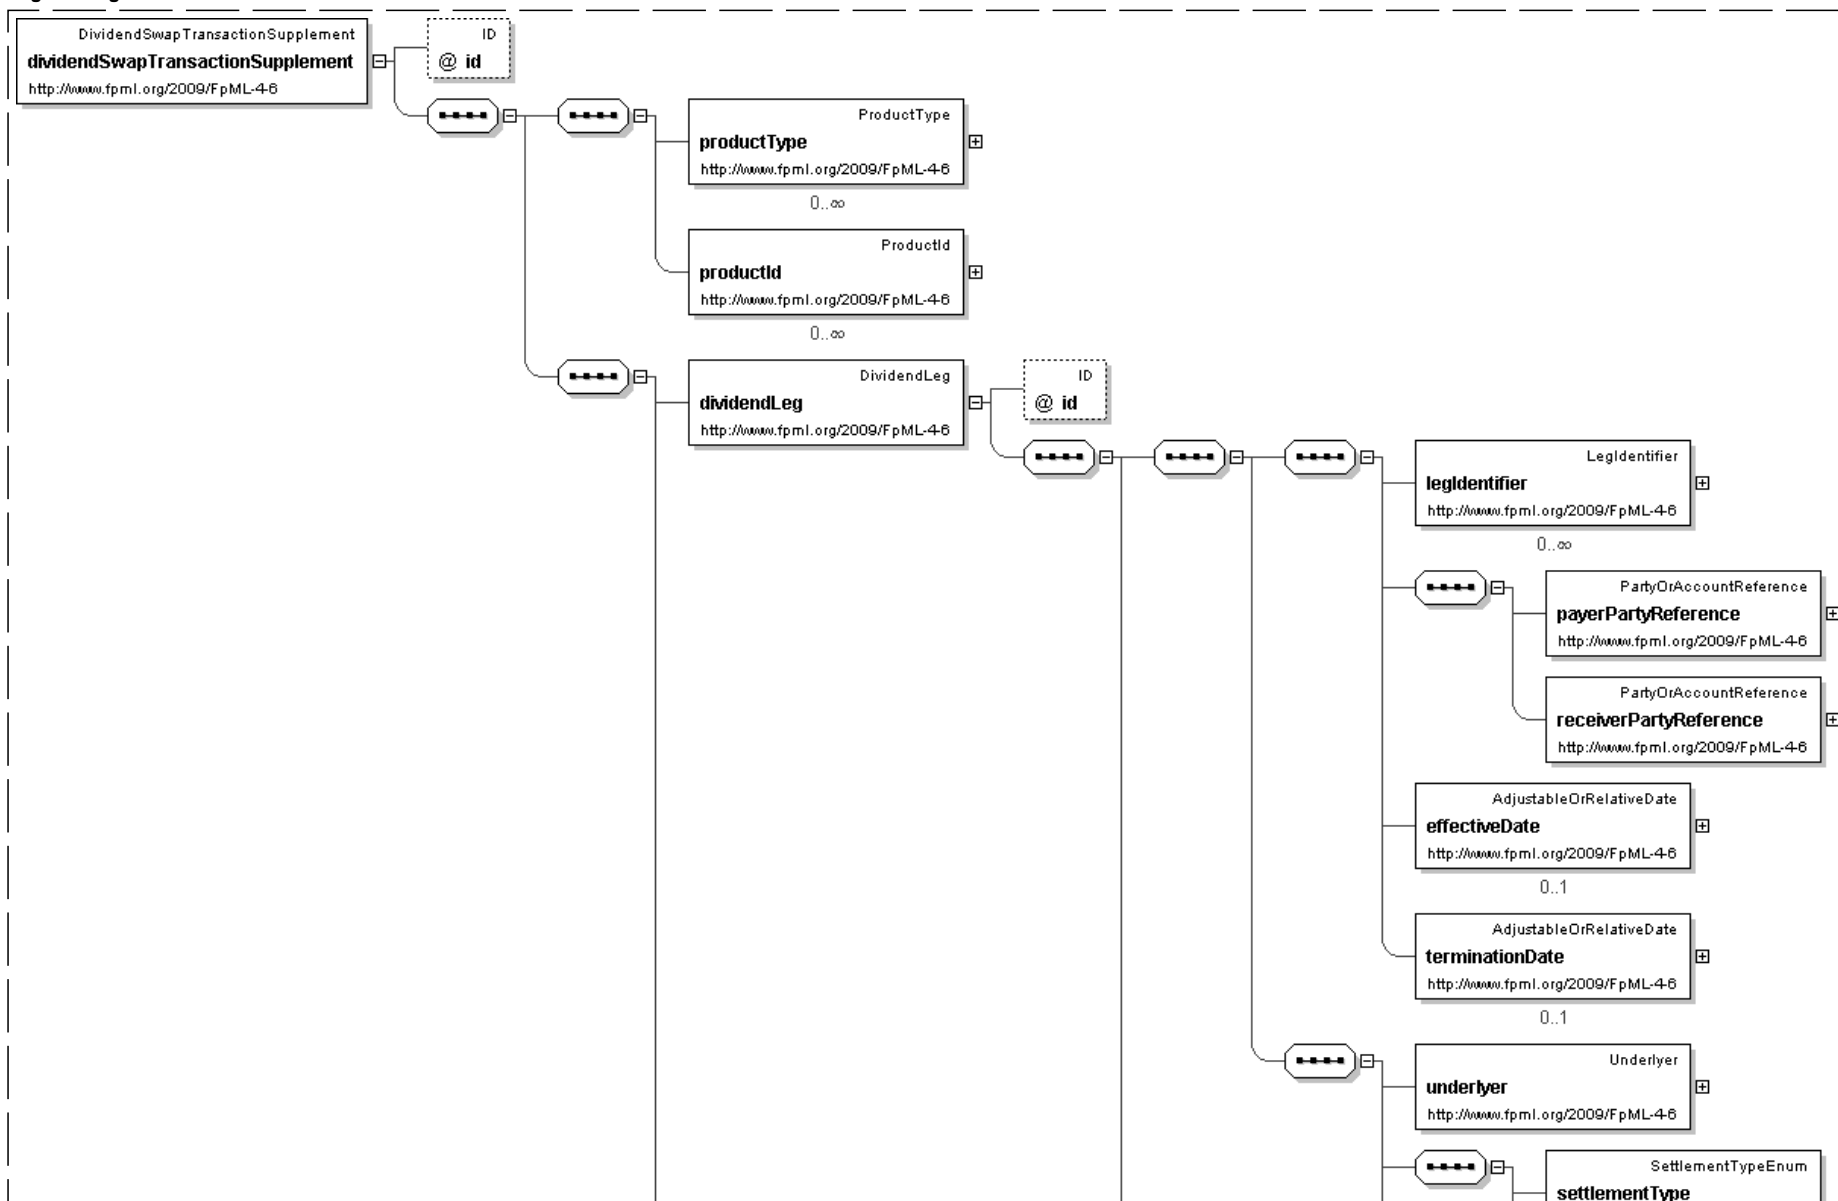 DividendSwapTransactionSupplement
dividendSwapTransactionSupplement
http://www.fpml.org/2009/FpML-4-6
ID
@ id
ProductType
productType
http://www.fpml.org/2009/FpML-4-6
0..∞
ProductId
productId
http://www.fpml.org/2009/FpML-4-6
0..∞
DividendLeg
dividendLeg
http://www.fpml.org/2009/FpML-4-6
ID
@ id
LegIdentifier
legIdentifier
http://www.fpml.org/2009/FpML-4-6
0..∞
PartyOrAccountReference
payerPartyReference
http://www.fpml.org/2009/FpML-4-6
PartyOrAccountReference
receiverPartyReference
http://www.fpml.org/2009/FpML-4-6
AdjustableOrRelativeDate
effectiveDate
http://www.fpml.org/2009/FpML-4-6
0..1
AdjustableOrRelativeDate
terminationDate
http://www.fpml.org/2009/FpML-4-6
0..1
Underlyer
underlyer
http://www.fpml.org/2009/FpML-4-6
SettlementTypeEnum
settlementType